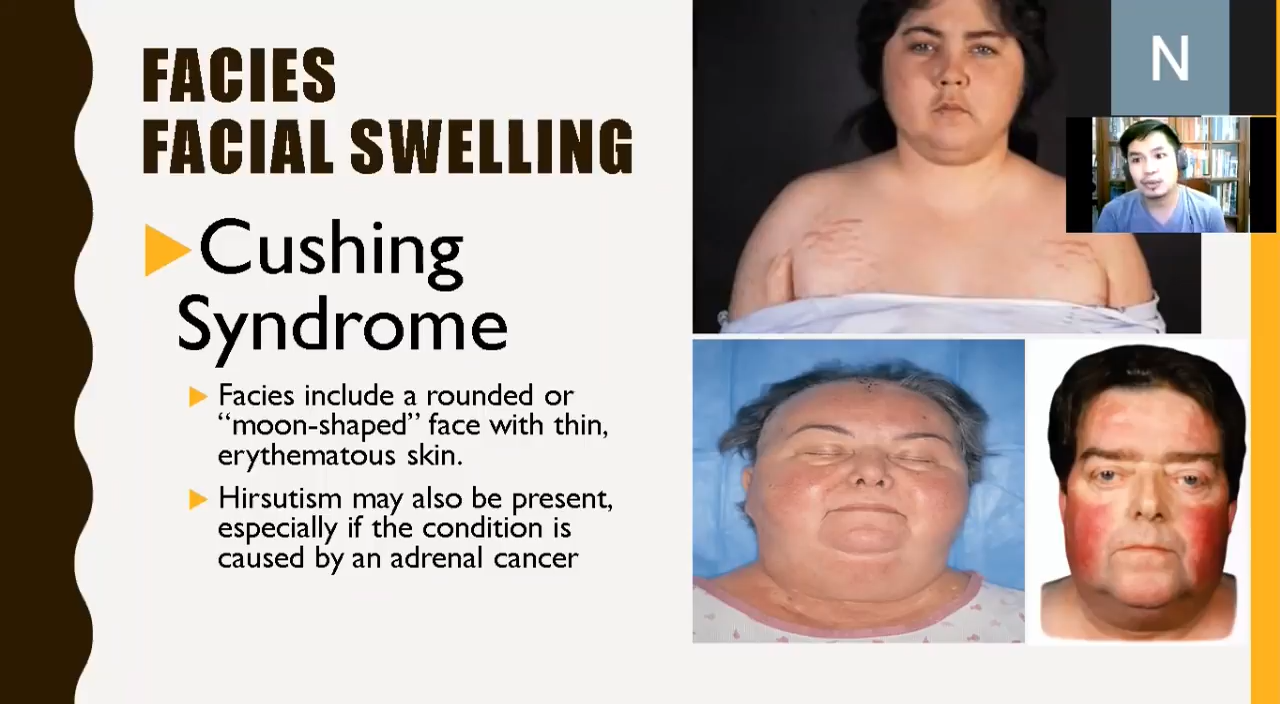 FACIES
FACIAL SWELLING
Cushing
Syndrome
Facies include a rounded or
“moon-shaped” face with thin,
erythematous skin.
Hirsutism may also be present,
especially if the condition is
caused by an adrenal cancer
N